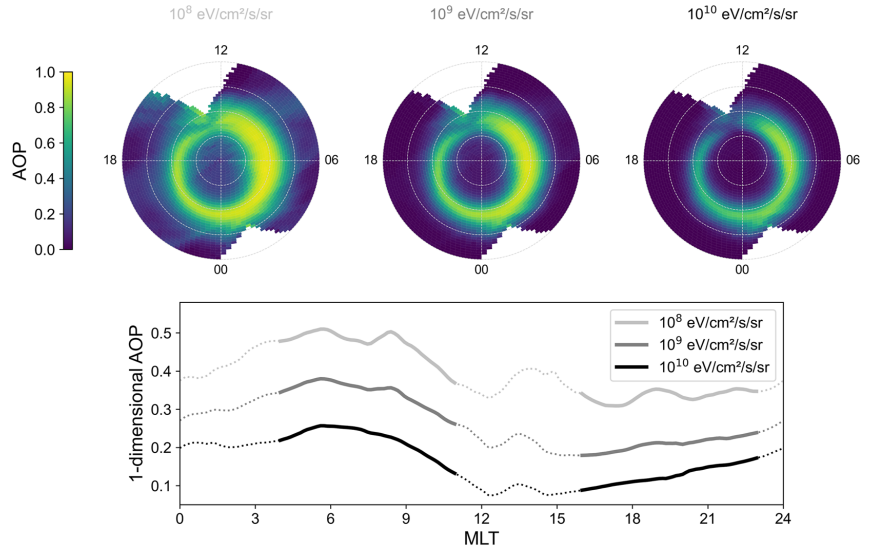 10⁸ eV/cm²/s/sr 10⁹ eV/cm²/s/sr 10¹⁰ eV/cm²/s/sr
12 12 12
1.0
0.8
0.6
0.4
0.2
0.0
AOP
18 06 18 06 18 06
00 00 00
1-dimensional AOP
0.5
0.4
0.3
0.2
0.1
10⁸ eV/cm²/s/sr
10⁹ eV/cm²/s/sr
10¹⁰ eV/cm²/s/sr
0 3 6 9 12 15 18 21 24
MLT